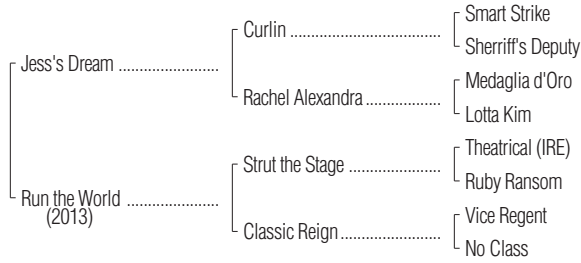 Smart Strike
Curlin ........................
Sherriff's Deputy
Jess's Dream ......................
Medaglia d'Oro
Rachel Alexandra .................
Lotta Kim
Theatrical (IRE)
Strut the Stage ....................
Ruby Ransom
Run the World ....................
(2013)
Vice Regent
Classic Reign ......................
No Class